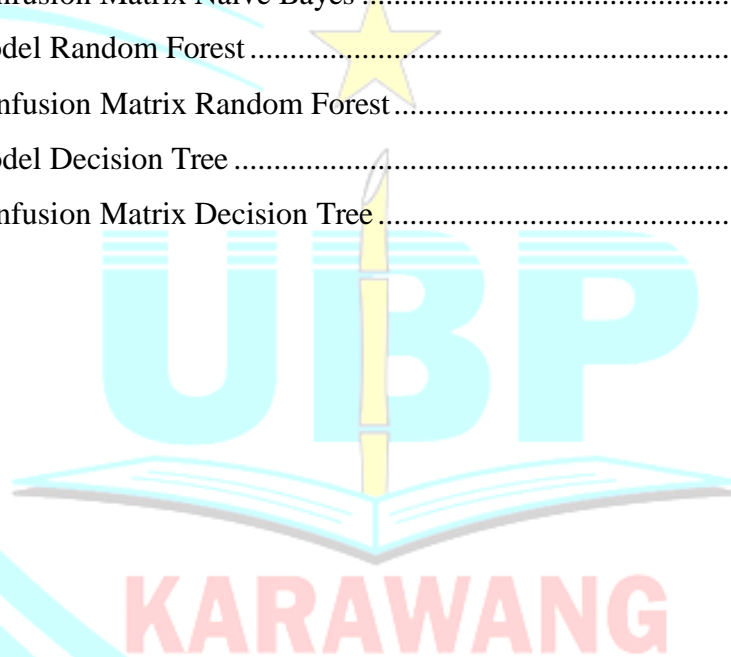 nfusion Matrix Naive Bayes ................................................
odel Random Forest ................................................................
nfusion Matrix Random Forest .............................................
odel Decision Tree ..................................................................
nfusion Matrix Decision Tree ...............................................
UBP
KARAWANG